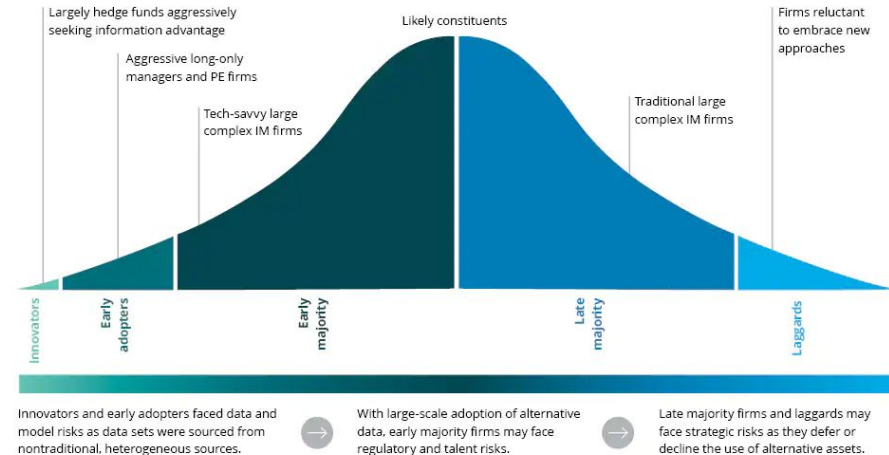 Largely hedge funds aggressively
seeking information advantage
Aggressive long-only
managers and PE firms
Tech-savvy large
complex IM firms
Likely constituents
Traditional large
complex IM firms
Firms reluctant
to embrace new
approaches
Innovators
Early
adopters
Early
majority
Late
majority
Laggards
Innovators and early adopters faced data and
model risks as data sets were sourced from
nontraditional, heterogeneous sources.
With large-scale adoption of alternative
data, early majority firms may face
regulatory and talent risks.
Late majority firms and laggards may
face strategic risks as they defer or
decline the use of alternative assets.